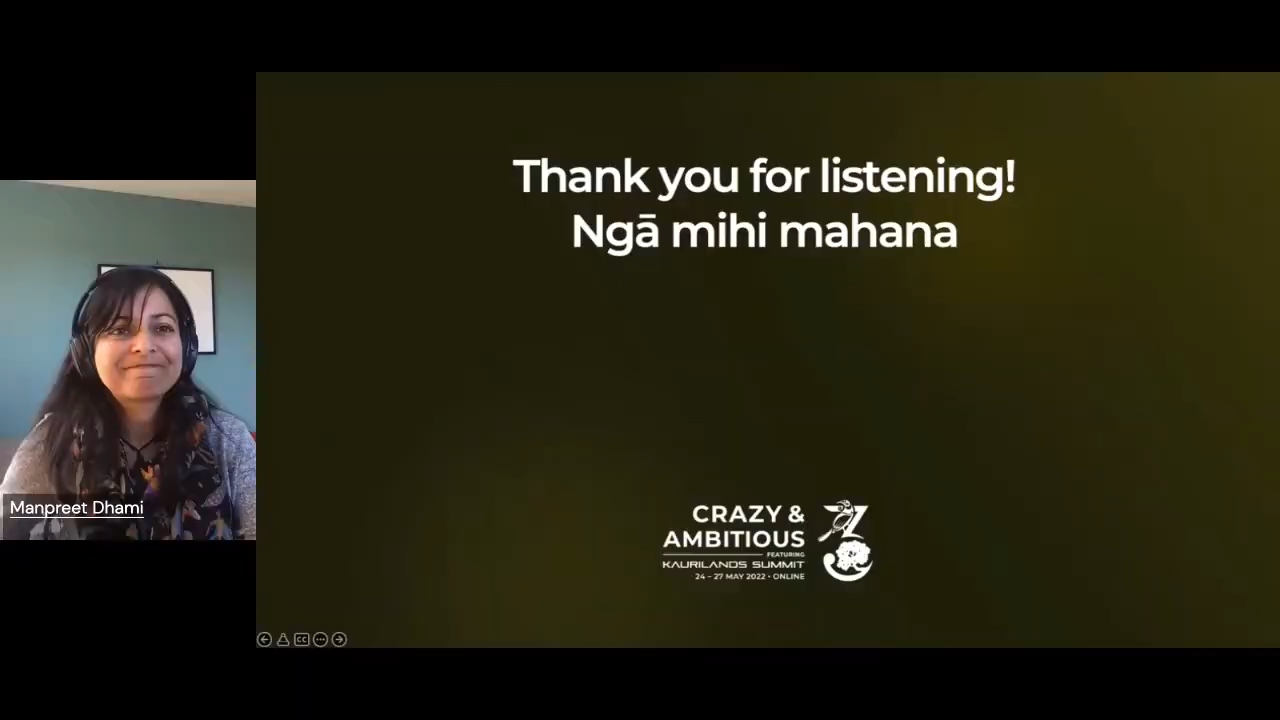 Thank you for listening!
Ngā mihi mahana
Manpreet Dhami
CRAZY &
AMBITIOUS
FEATURING
KAURILANDS SUMMIT
24 – 27 MAY 2022 • ONLINE
CC